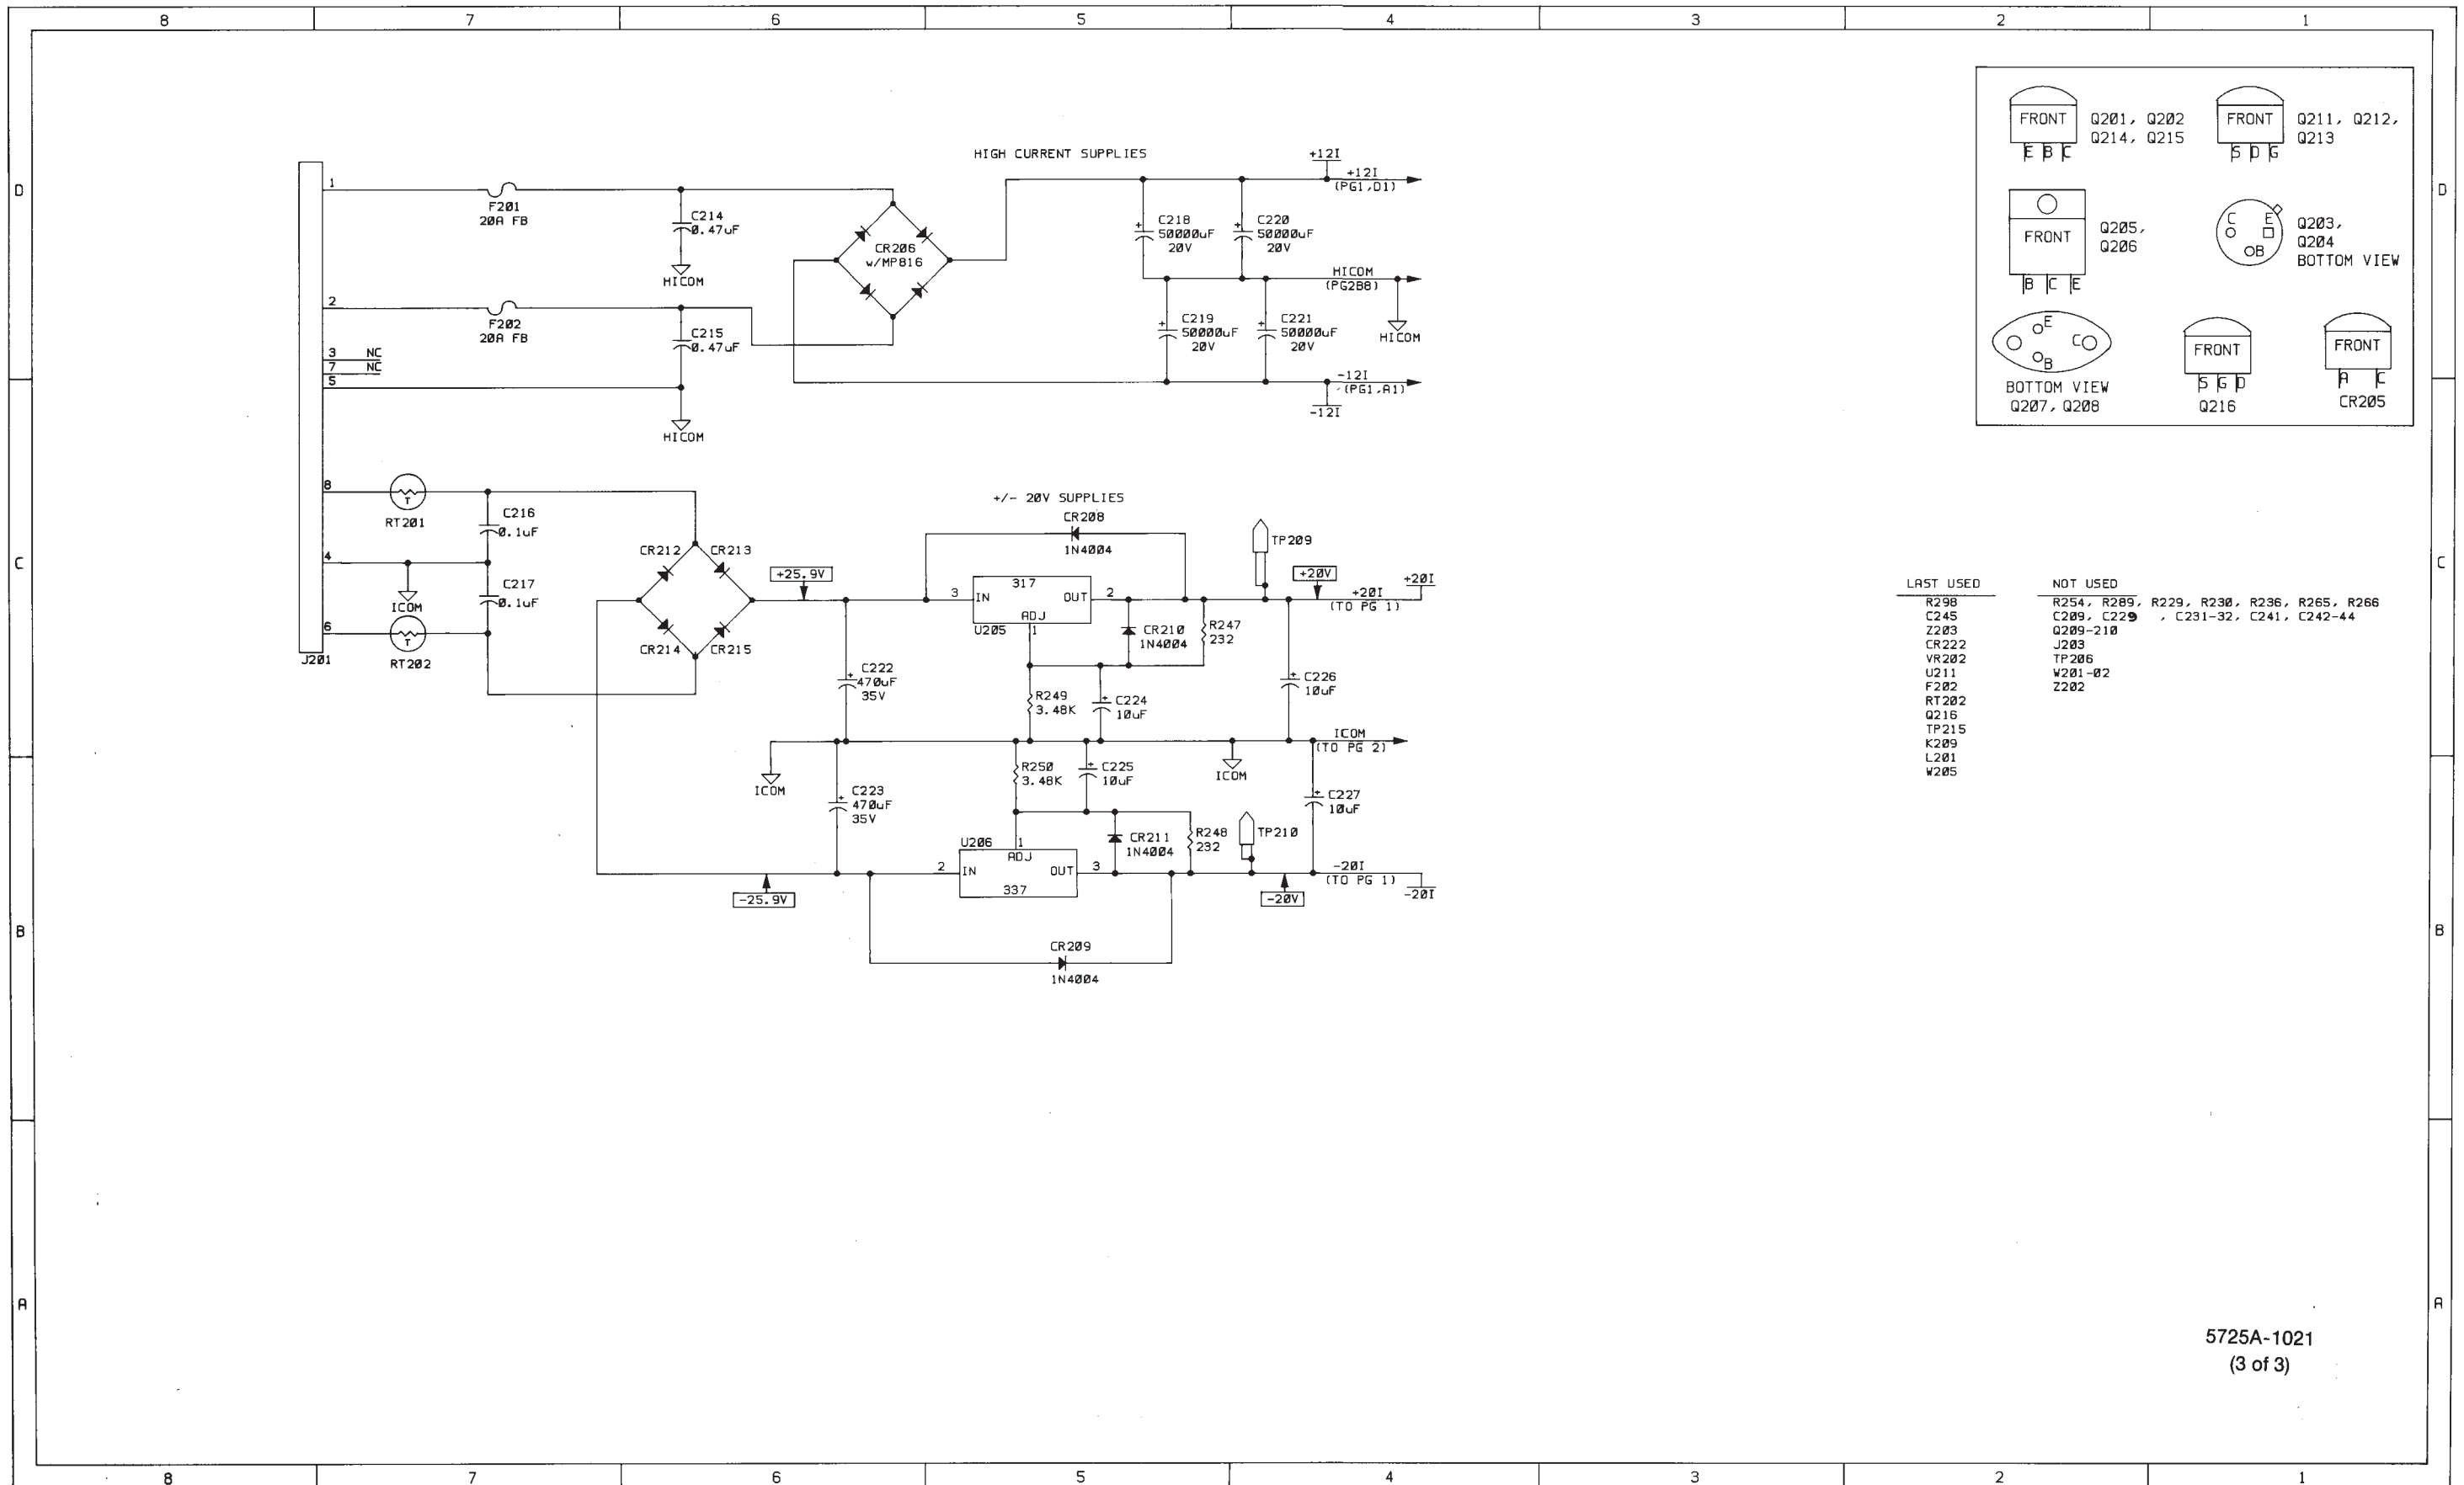 8 7 6 5 4 3 2 1
D
C
B
A
D
C
B
A
HIGH CURRENT SUPPLIES
1
F201
20A FB
C214
0.47uF
HICOM
CR206
w/MP816
C218
50000uF
20V
C220
50000uF
20V
+12I
+12I
(PG1,D1)
HICOM
(PG2B8)
HICOM
2
F202
20A FB
C215
0.47uF
C219
50000uF
20V
C221
50000uF
20V
3 NC
7 NC
5
HICOM
-12I
(PG1,A1)
-12I
8
RT201
C216
0.1uF
4
ICOM
C217
0.1uF
6
RT202
J201
CR212
CR213
CR214
CR215
+/- 20V SUPPLIES
CR208
1N4004
+25.9V
3 IN
317
OUT 2
ADJ
1
U205
CR210
1N4004
R247
232
TP209
+20V
+20I
+20I
(TO PG 1)
C222
470uF
35V
R249
3.48K
C224
10uF
C226
10uF
ICOM
(TO PG 2)
ICOM
ICOM
C223
470uF
35V
R250
3.48K
C225
10uF
C227
10uF
U206
1
ADJ
2 IN
OUT 3
337
CR211
1N4004
R248
232
TP210
-25.9V
-20V
-20I
(TO PG 1)
-20I
CR209
1N4004
FRONT
E B C
Q201, Q202
Q214, Q215
FRONT
S D G
Q211, Q212,
Q213
FRONT
B C E
Q205,
Q206
C E
B
Q203,
Q204
BOTTOM VIEW
E
C
B
BOTTOM VIEW
Q207, Q208
FRONT
S G D
Q216
FRONT
A C
CR205
LAST USED
R298
C245
Z203
CR222
VR202
U211
F202
RT202
Q216
TP215
K209
L201
W205
NOT USED
R254, R289, R229, R230, R236, R265, R266
C209, C229 , C231-32, C241, C242-44
Q209-210
J203
TP206
W201-02
Z202
5725A-1021
(3 of 3)
8 7 6 5 4 3 2 1